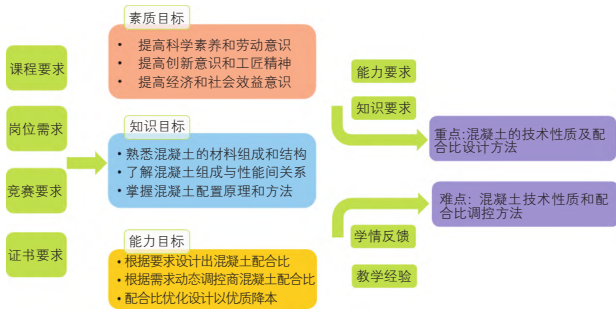 课程要求
岗位需求
竞赛要求
证书要求
素质目标
• 提高科学素养和劳动意识
• 提高创新意识和工匠精神
• 提高经济和社会效益意识
知识目标
•熟悉混凝土的材料组成和结构
•了解混凝土组成与性能间关系
•掌握混凝土配置原理和方法
能力目标
•根据要求设计出混凝土配合比
•根据需求动态调控商混凝土配合比
•配合比优化设计以优质降本
能力要求
知识要求
重点:混凝土的技术性质及配
合比设计方法
难点: 混凝土技术性质和配
合比调控方法
学情反馈
教学经验